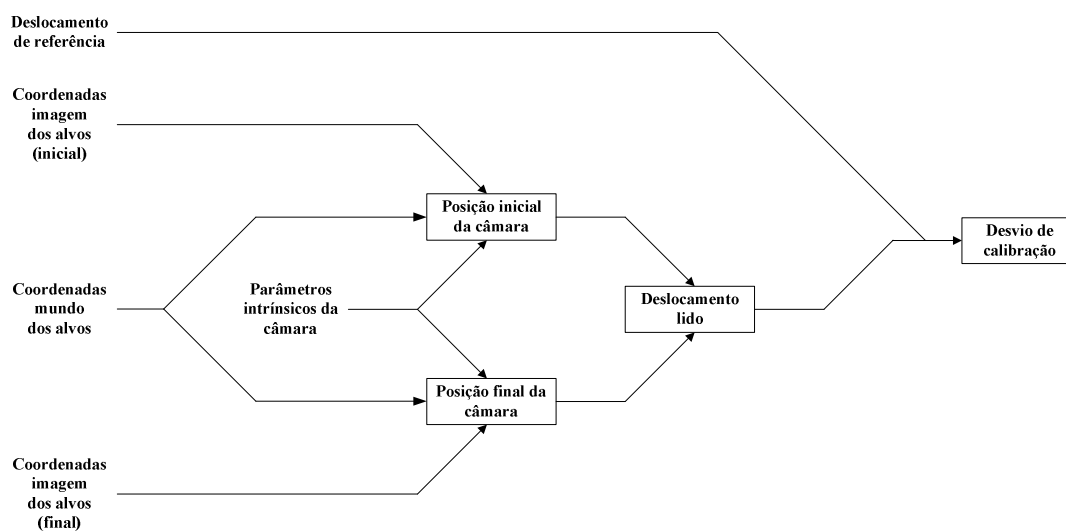 Deslocamento
de referência
Coordenadas
imagem
dos alvos
(inicial)
Posição inicial
da câmara
Desvio de
calibração
Coordenadas
mundo
dos alvos
Parâmetros
intrínsicos da
câmara
Deslocamento
lido
Posição final da
câmara
Coordenadas
imagem
dos alvos
(final)